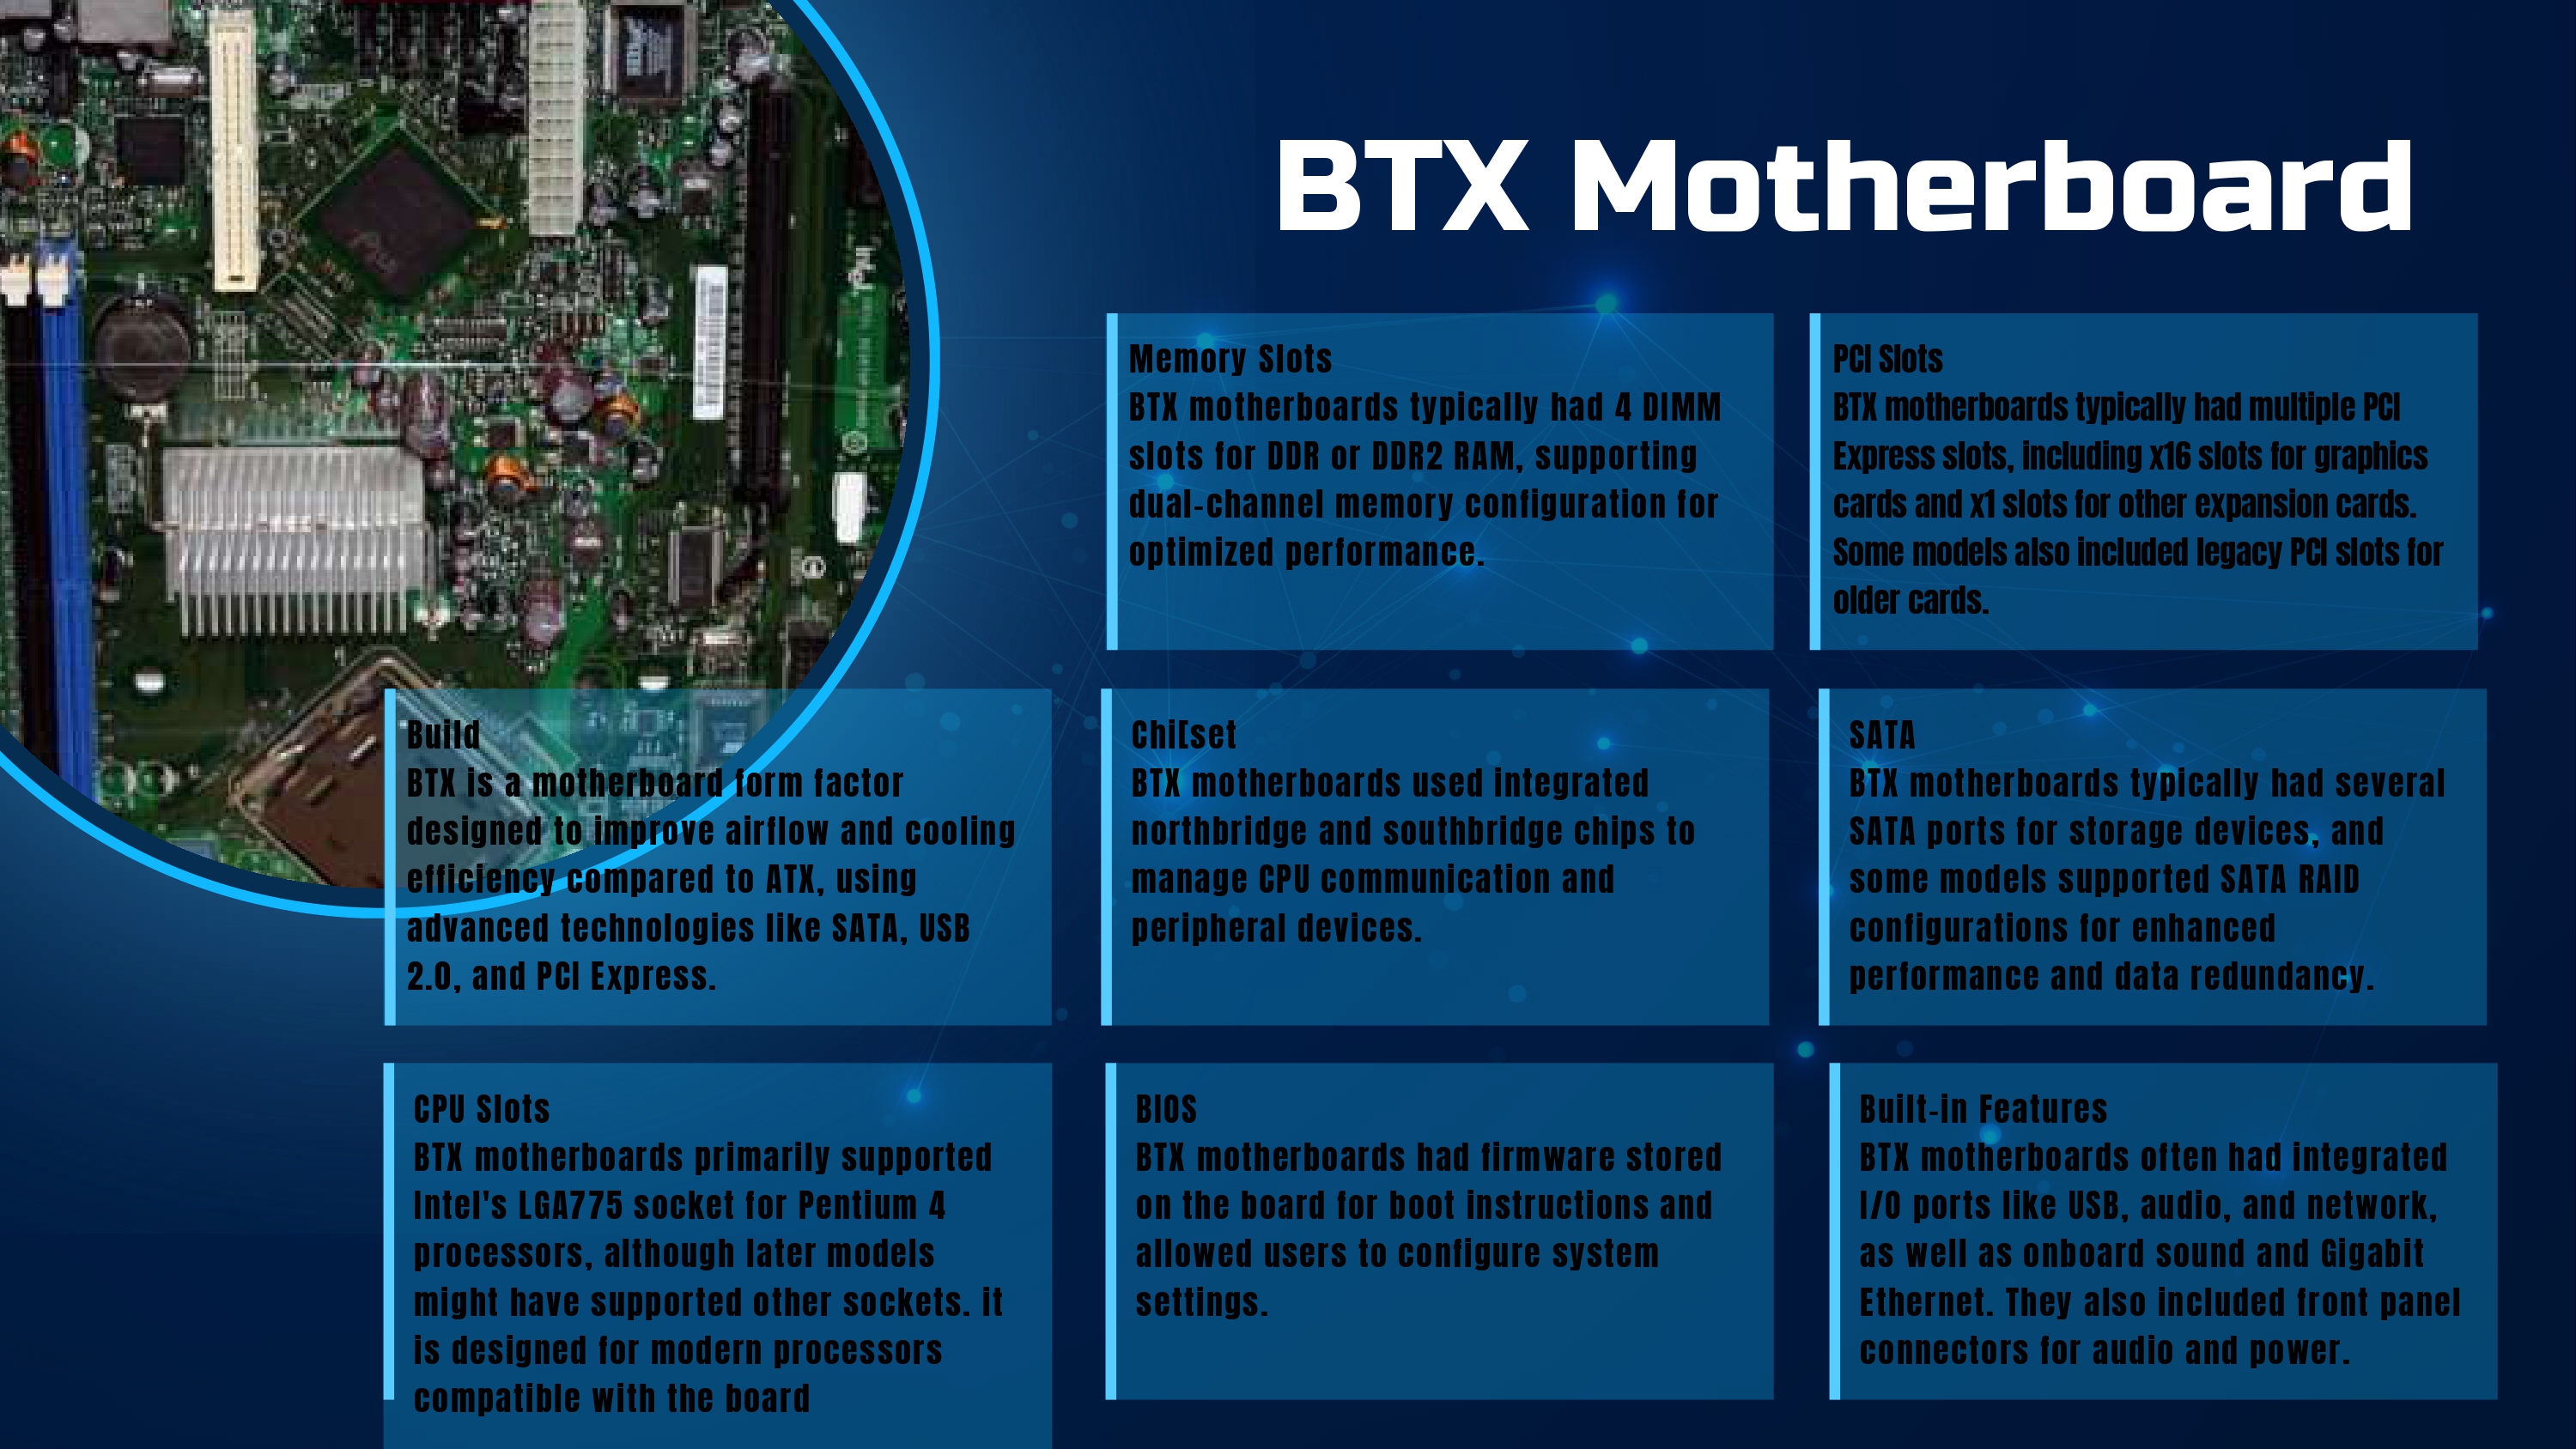 BTX Motherboard
intel
Memory Slots
BTX motherboards typically had 4 DIMM
slots for DDR or DDR2 RAM, supporting
dual-channel memory configuration for
optimized performance.
PCI Slots
BTX motherboards typically had multiple PCI
Express slots, including x16 slots for graphics
cards and x1 slots for other expansion cards.
Some models also included legacy PCI slots for
older cards.
Build
BTX is a motherboard form factor
designed to improve airflow and cooling
efficiency compared to ATX, using
advanced technologies like SATA, USB
2.0, and PCI Express.
Chi[set
BTX motherboards used integrated
northbridge and southbridge chips to
manage CPU communication and
peripheral devices.
SATA
BTX motherboards typically had several
SATA ports for storage devices, and
some models supported SATA RAID
configurations for enhanced
performance and data redundancy.
CPU Slots
BTX motherboards primarily supported
Intel's LGA775 socket for Pentium 4
processors, although later models
might have supported other sockets. it
is designed for modern processors
compatible with the board
BIOS
BTX motherboards had firmware stored
on the board for boot instructions and
allowed users to configure system
settings.
Built-in Features
BTX motherboards often had integrated
I/O ports like USB, audio, and network,
as well as onboard sound and Gigabit
Ethernet. They also included front panel
connectors for audio and power.